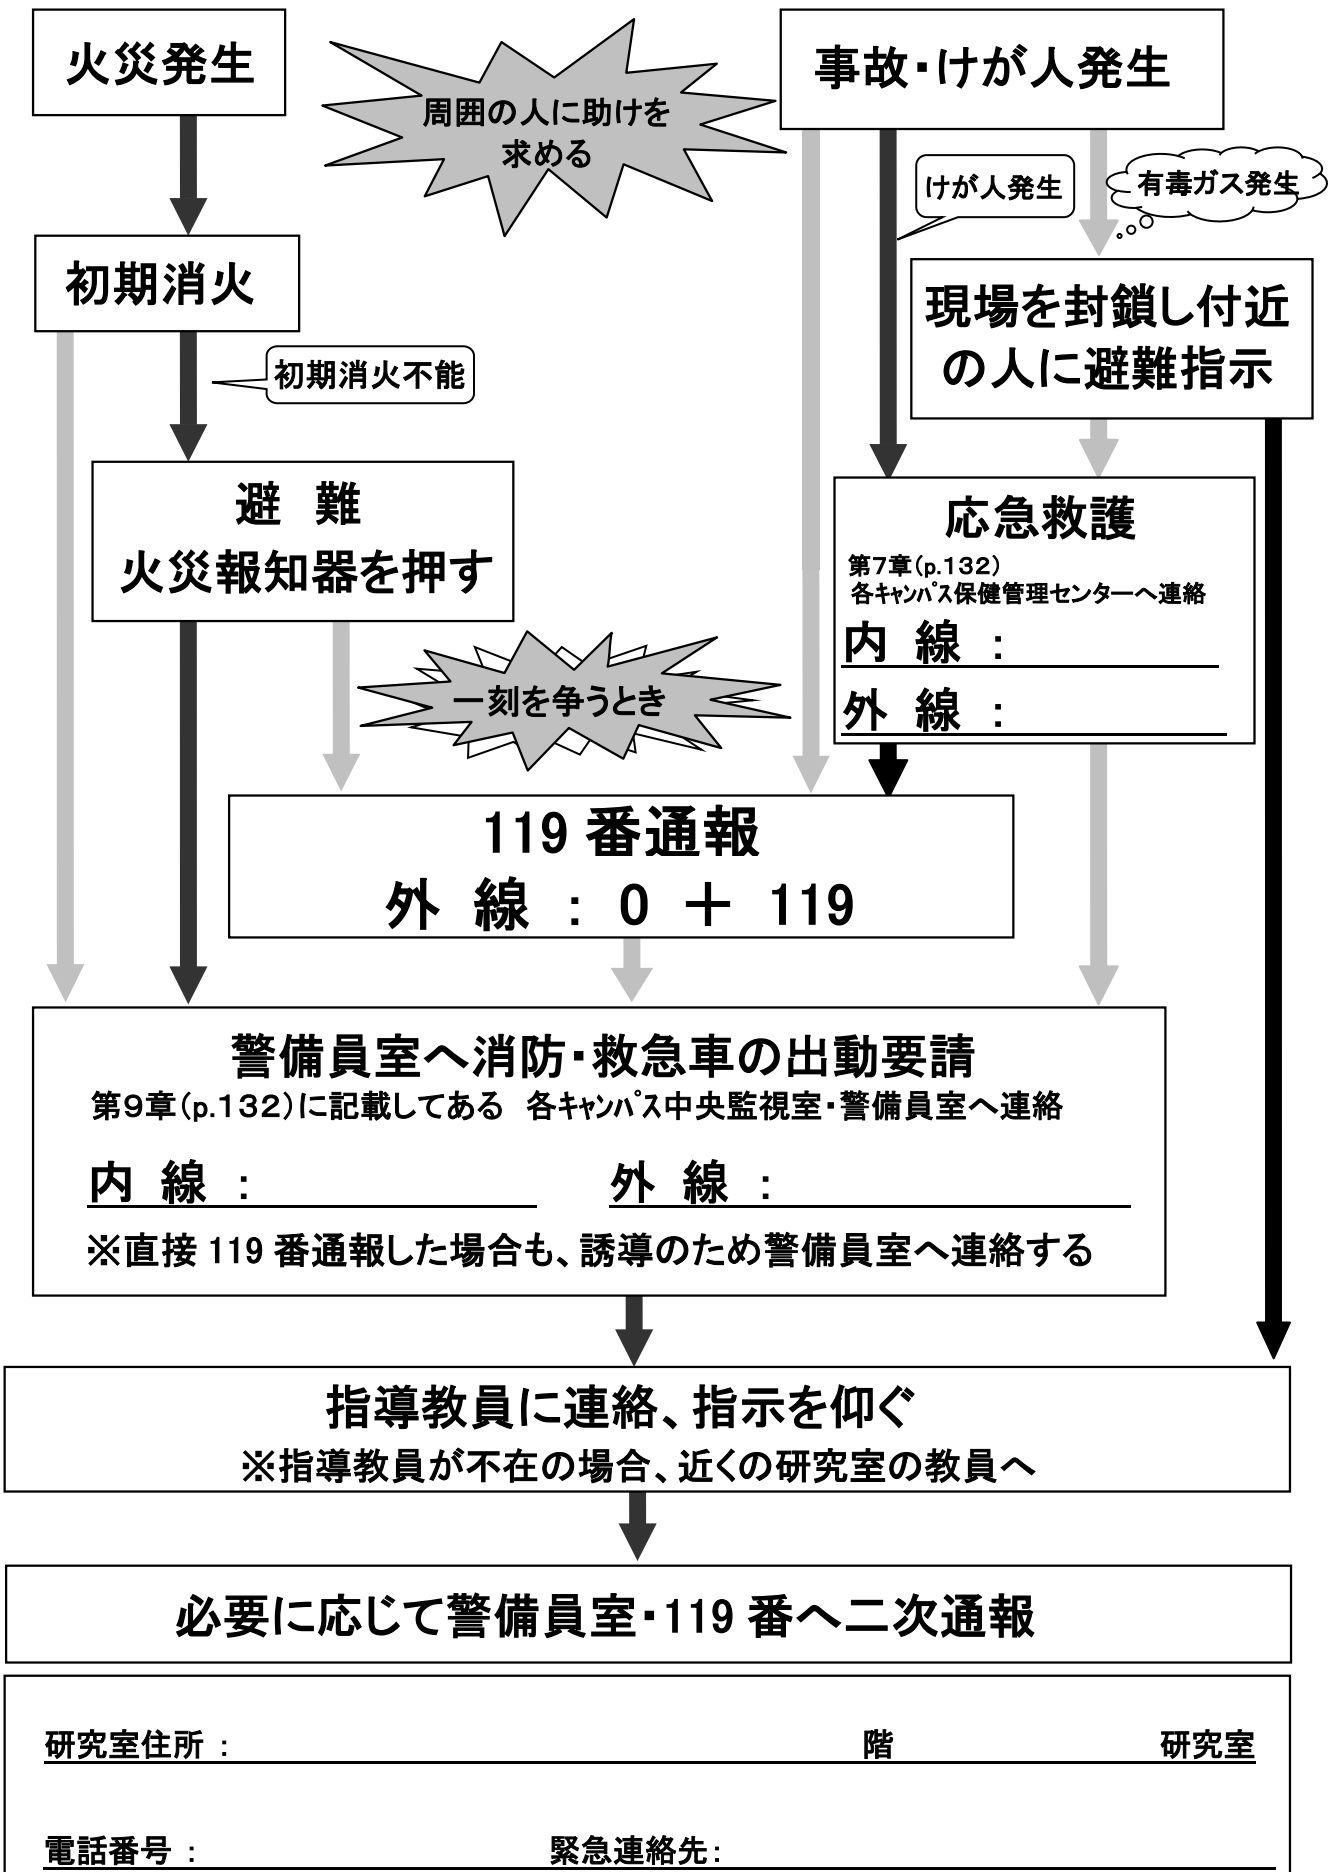 火災発生
周囲の人に助けを
求める
事故・けが人発生
けが人発生
有毒ガス発生
初期消火
現場を封鎖し付近
の人に避難指示
初期消火不能
避　難
火災報知器を押す
応急救護
第7章(p.132)
各ｷｬﾝﾊﾟｽ保健管理センターへ連絡
内　線　：
外　線　：
一刻を争うとき
119 番通報
外　線　：　0　＋　119
警備員室へ消防・救急車の出動要請
第9章(p.132)に記載してある　各ｷｬﾝﾊﾟｽ中央監視室・警備員室へ連絡
内　線　：　外　線　：
※直接 119 番通報した場合も、誘導のため警備員室へ連絡する
指導教員に連絡、指示を仰ぐ
※指導教員が不在の場合、近くの研究室の教員へ
必要に応じて警備員室・119 番へ二次通報
研究室住所　：　階　研究室
電話番号　：　緊急連絡先：